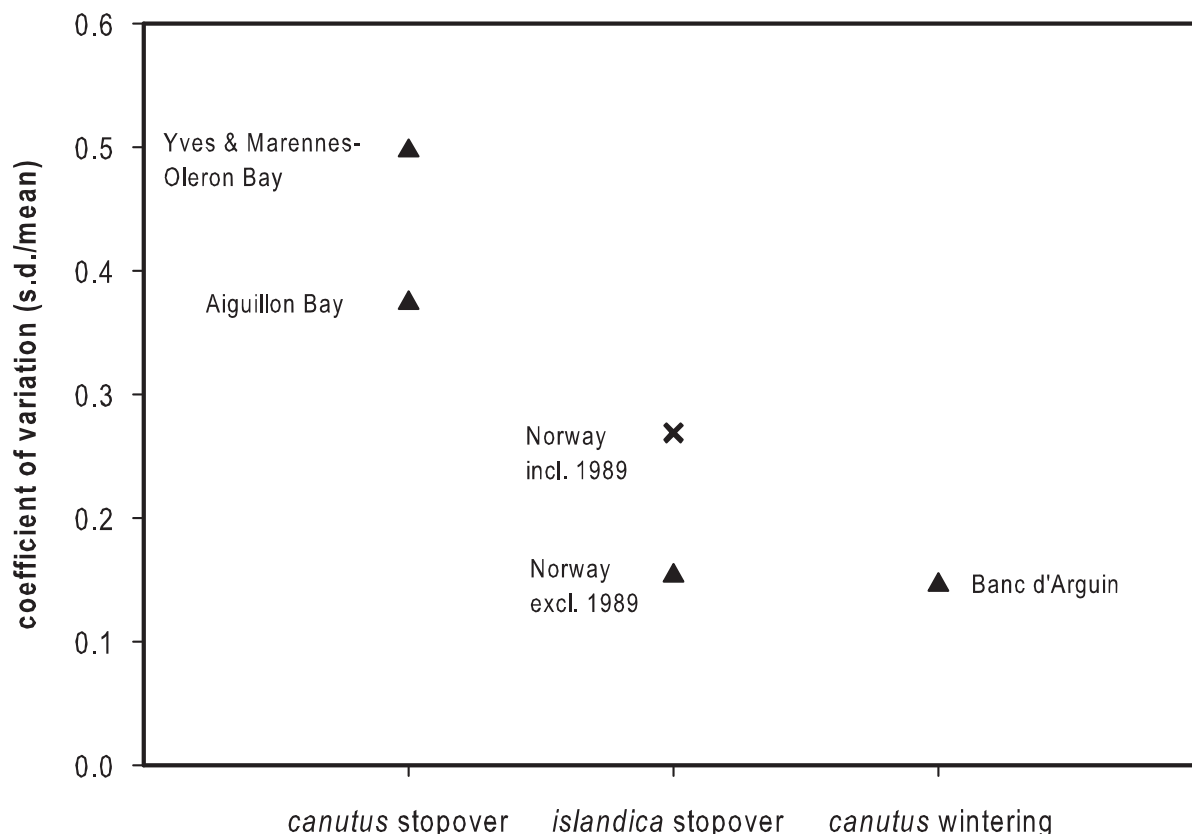 coefficient of variation (s.d./mean)
0.6
0.5
0.4
0.3
0.2
0.1
0.0
Yves & Marennes-
Oleron Bay
Aiguillon Bay
Norway
incl. 1989
Norway
excl. 1989
Banc d'Arguin
canutus stopover
islandica stopover
canutus wintering